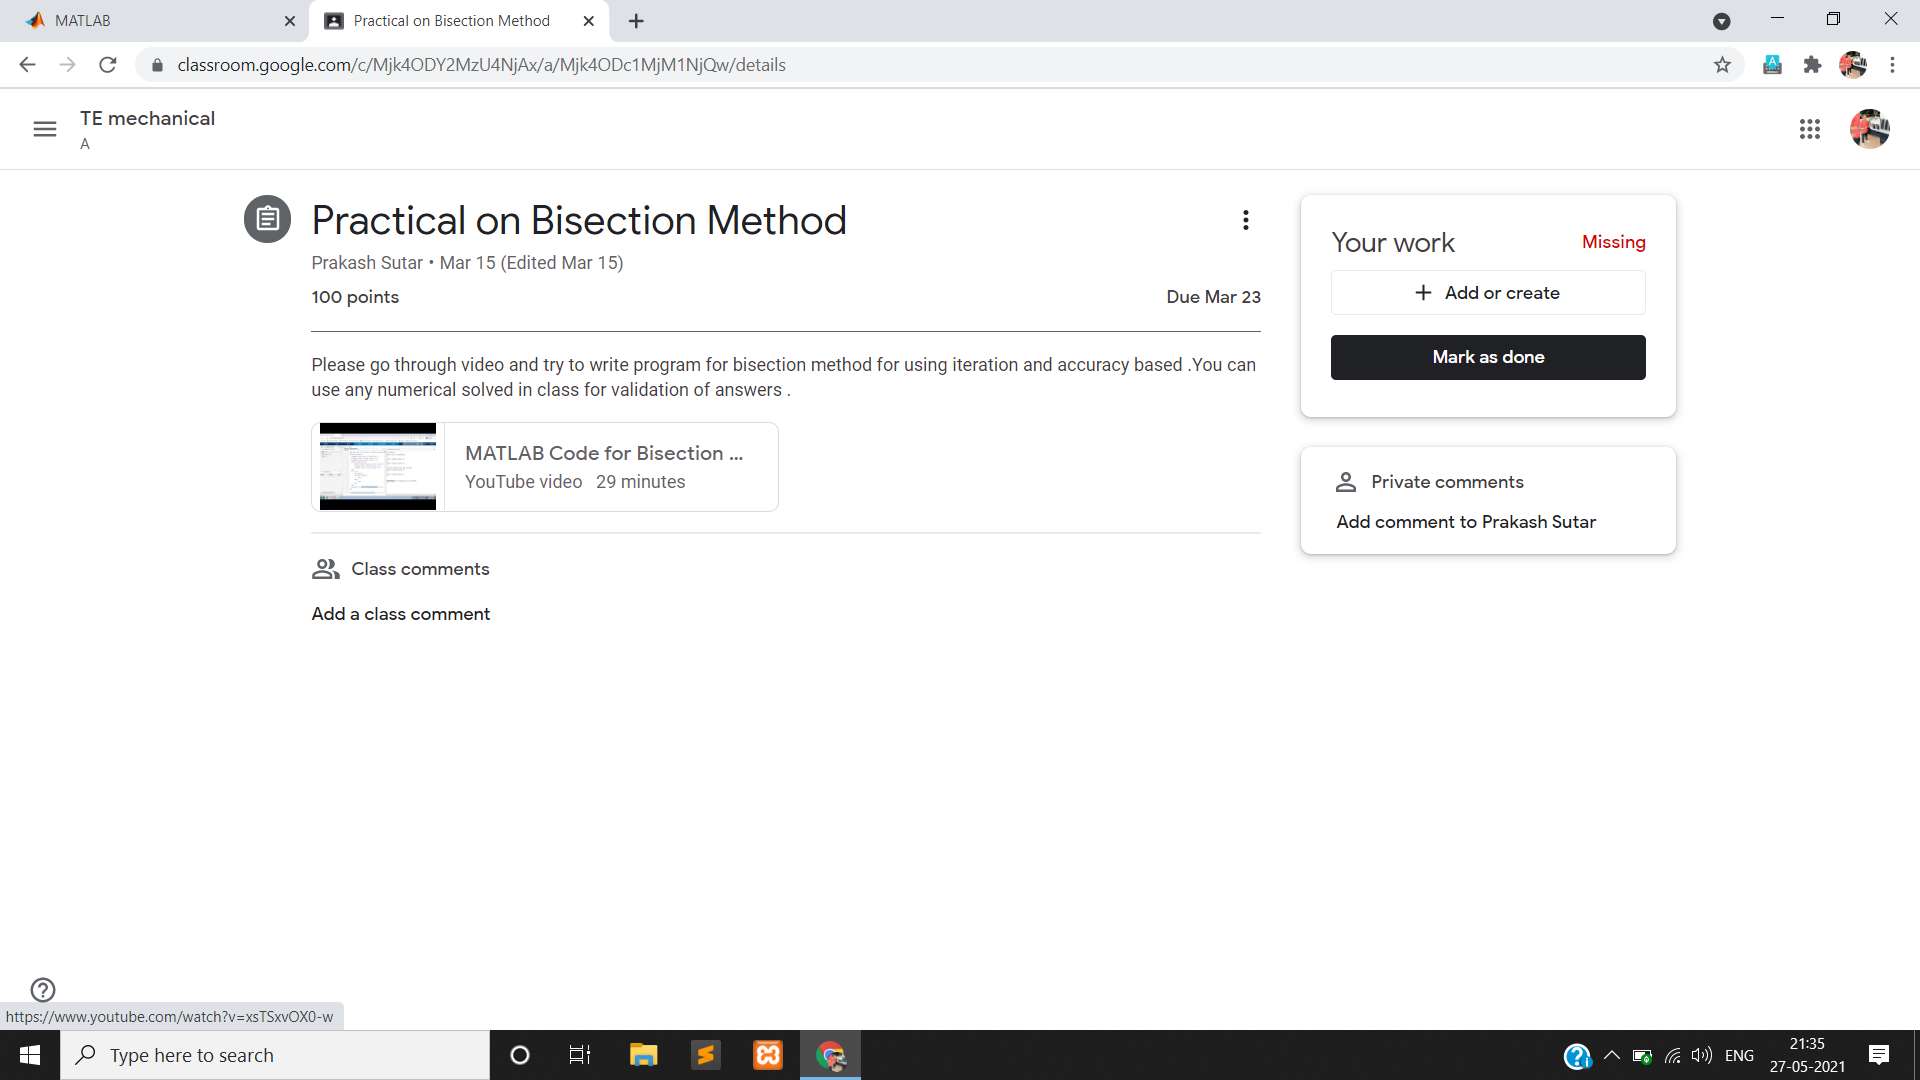 MATLAB
Practical on Bisection Method
classroom.google.com/c/Mjk4ODY2MzU4NjAx/a/Mjk4ODc1MjM1NjQw/details
TE mechanical
A
Practical on Bisection Method
Prakash Sutar • Mar 15 (Edited Mar 15)
100 points
Due Mar 23
Please go through video and try to write program for bisection method for using iteration and accuracy based .You can
use any numerical solved in class for validation of answers .
MATLAB Code for Bisection ...
YouTube video 29 minutes
Class comments
Add a class comment
Your work
Missing
Add or create
Mark as done
Private comments
Add comment to Prakash Sutar
https://www.youtube.com/watch?v=xsTSxvOX0-w
Type here to search
ENG
21:35
27-05-2021